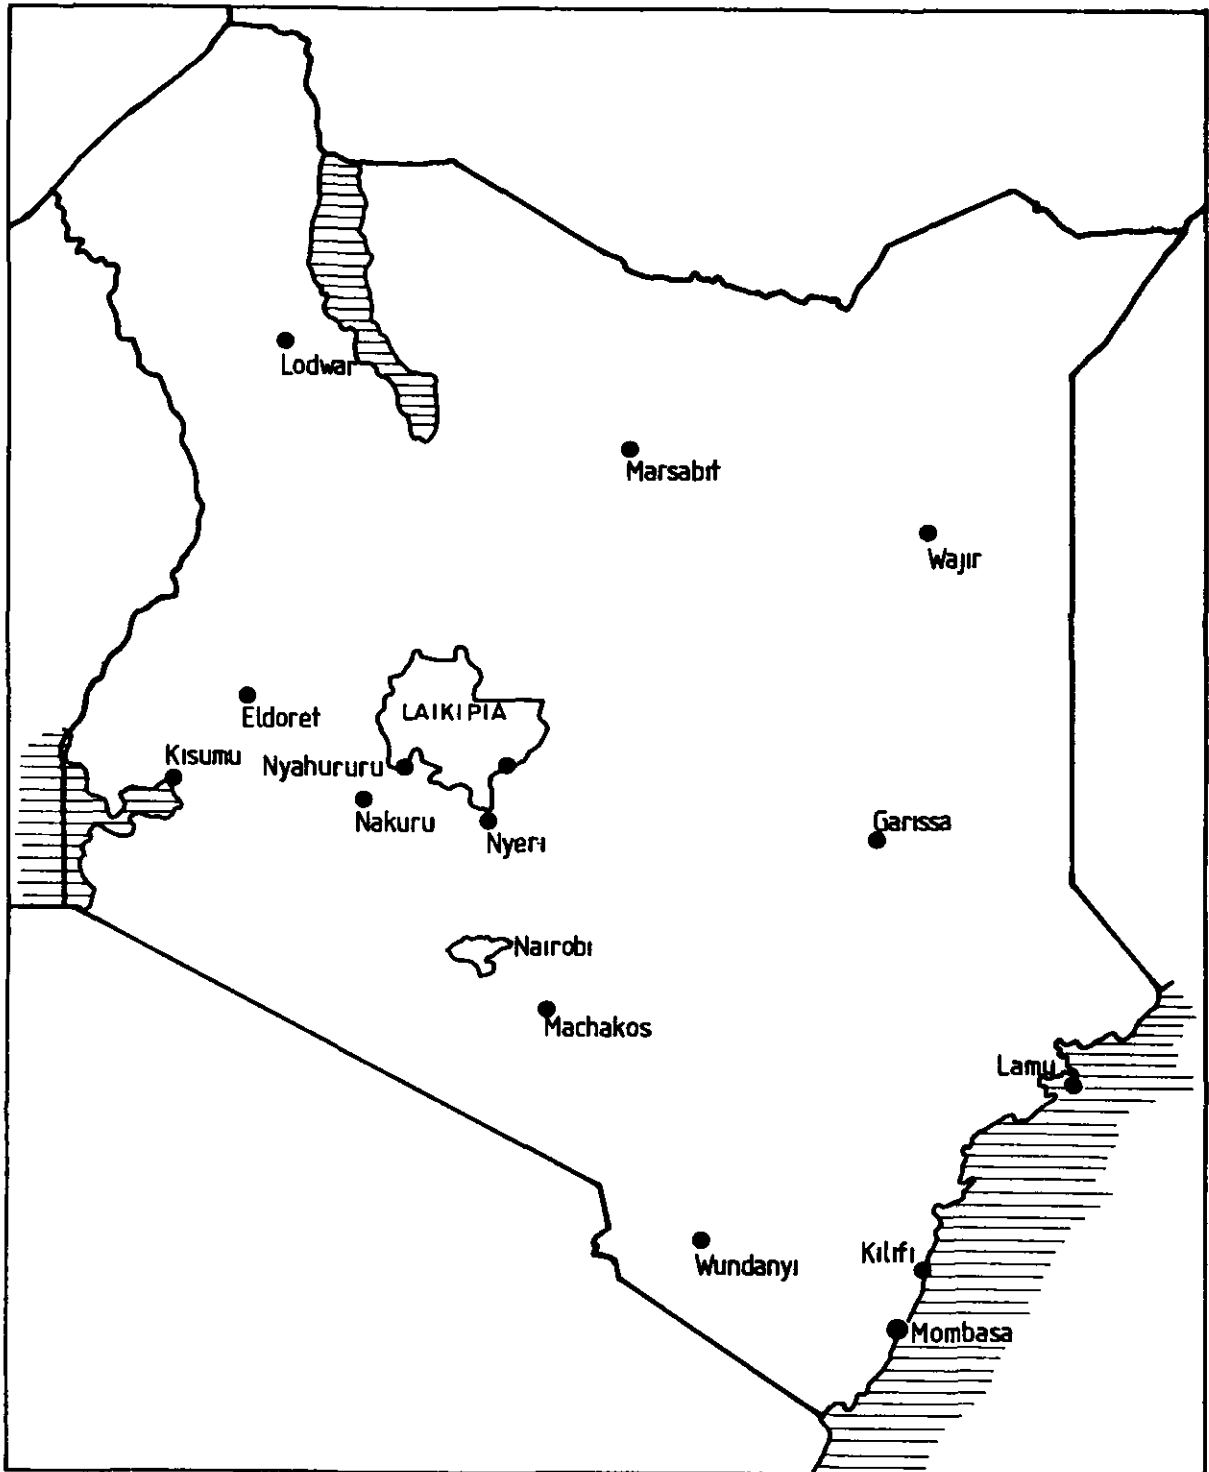 Lodwar
Marsabit
Wajir
LAIKIPIA
Eldoret
Kisumu
Nyahururu
Nakuru
Nyeri
Garissa
Nairobi
Machakos
Lamu
Wundanyi
Kilifi
Mombasa